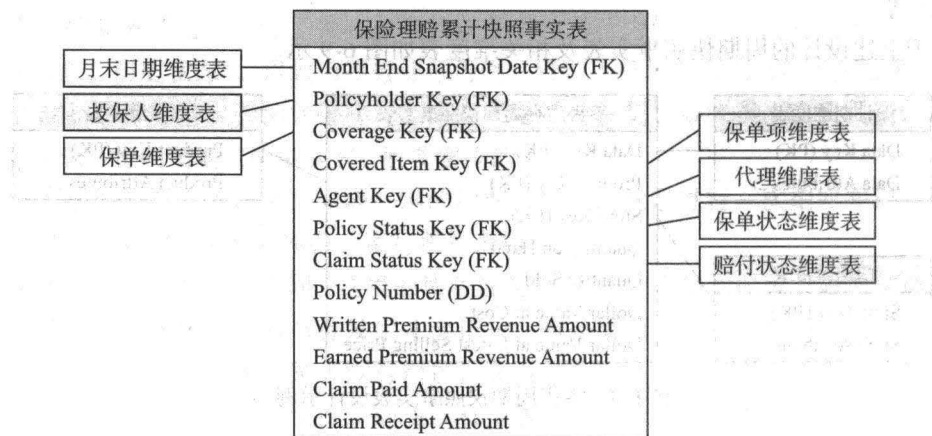 保险理赔累计快照事实表
Month End Snapshot Date Key (FK)
Policyholder Key (FK)
Coverage Key (FK)
Covered Item Key (FK)
Agent Key (FK)
Policy Status Key (FK)
Claim Status Key (FK)
Policy Number (DD)
Written Premium Revenue Amount
Earned Premium Revenue Amount
Claim Paid Amount
Claim Receipt Amount
月末日期维度表
投保人维度表
保单维度表
保单项维度表
代理维度表
保单状态维度表
赔付状态维度表